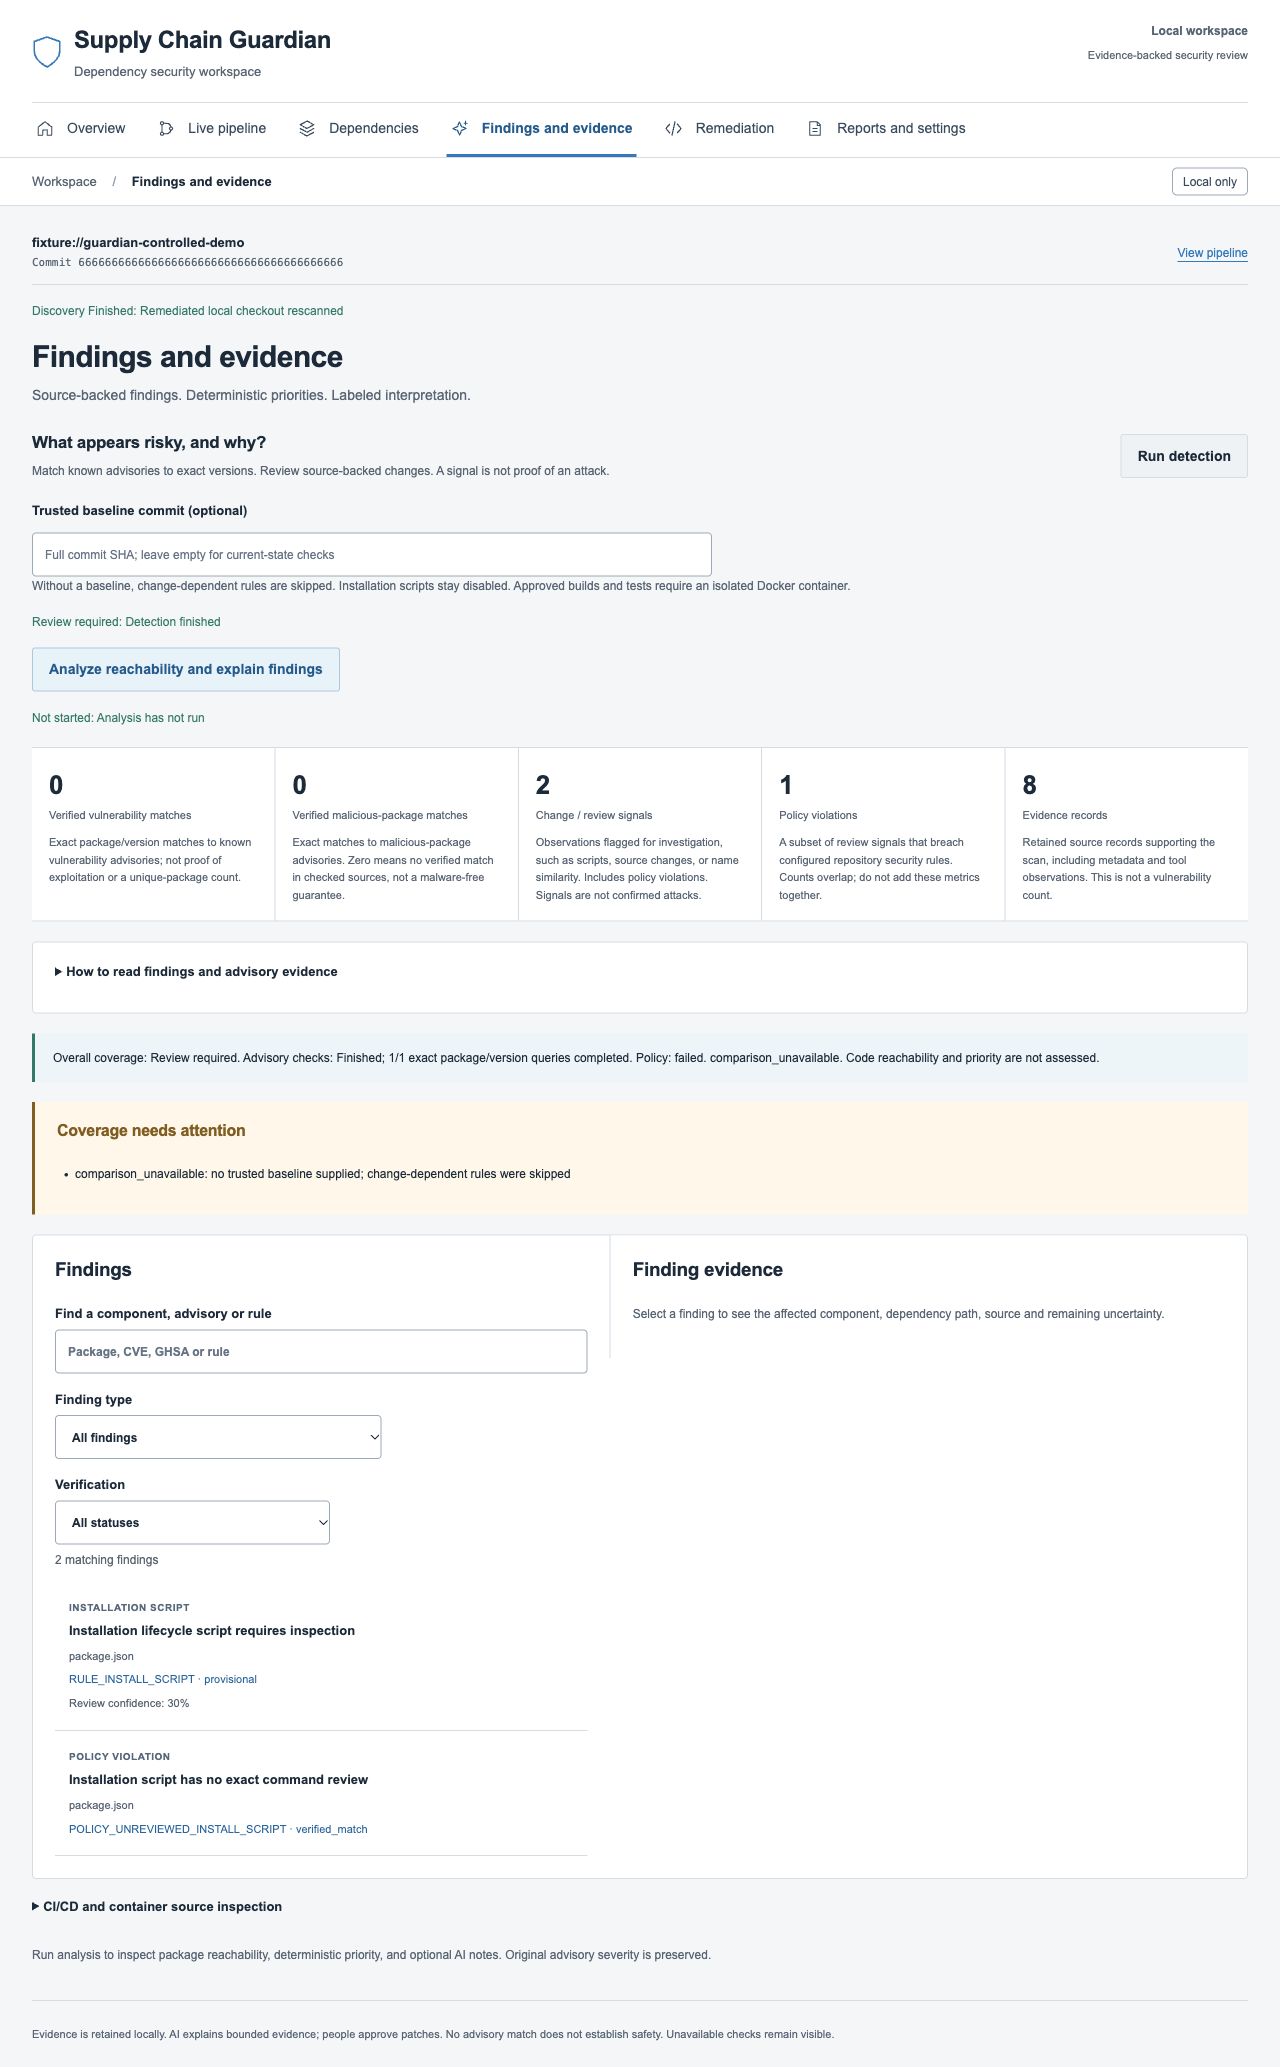 Supply Chain Guardian
Dependency security workspace
Local workspace
Evidence-backed security review
Overview
Live pipeline
Dependencies
Findings and evidence
Remediation
Reports and settings
Workspace / Findings and evidence
Local only
fixture://guardian-controlled-demo
Commit 6666666666666666666666666666666666666666
View pipeline
Discovery Finished: Remediated local checkout rescanned
Findings and evidence
Source-backed findings. Deterministic priorities. Labeled interpretation.
What appears risky, and why?
Match known advisories to exact versions. Review source-backed changes. A signal is not proof of an attack.
Run detection
Trusted baseline commit (optional)
Full commit SHA; leave empty for current-state checks
Without a baseline, change-dependent rules are skipped. Installation scripts stay disabled. Approved builds and tests require an isolated Docker container.
Review required: Detection finished
Analyze reachability and explain findings
Not started: Analysis has not run
0
Verified vulnerability matches
Exact package/version matches to known
vulnerability advisories; not proof of
exploitation or a unique-package count.
0
Verified malicious-package matches
Exact matches to malicious-package
advisories. Zero means no verified match
in checked sources, not a malware-free
guarantee.
2
Change / review signals
Observations flagged for investigation,
such as scripts, source changes, or name
similarity. Includes policy violations.
Signals are not confirmed attacks.
1
Policy violations
A subset of review signals that breach
configured repository security rules.
Counts overlap; do not add these metrics
together.
8
Evidence records
Retained source records supporting the
scan, including metadata and tool
observations. This is not a vulnerability
count.
How to read findings and advisory evidence
Overall coverage: Review required. Advisory checks: Finished; 1/1 exact package/version queries completed. Policy: failed. comparison_unavailable. Code reachability and priority are not assessed.
Coverage needs attention
• comparison_unavailable: no trusted baseline supplied; change-dependent rules were skipped
Findings
Find a component, advisory or rule
Package, CVE, GHSA or rule
Finding type
All findings
Verification
All statuses
2 matching findings
INSTALLATION SCRIPT
Installation lifecycle script requires inspection
package.json
RULE_INSTALL_SCRIPT · provisional
Review confidence: 30%
POLICY VIOLATION
Installation script has no exact command review
package.json
POLICY_UNREVIEWED_INSTALL_SCRIPT · verified_match
Finding evidence
Select a finding to see the affected component, dependency path, source and remaining uncertainty.
CI/CD and container source inspection
Run analysis to inspect package reachability, deterministic priority, and optional AI notes. Original advisory severity is preserved.
Evidence is retained locally. AI explains bounded evidence; people approve patches. No advisory match does not establish safety. Unavailable checks remain visible.